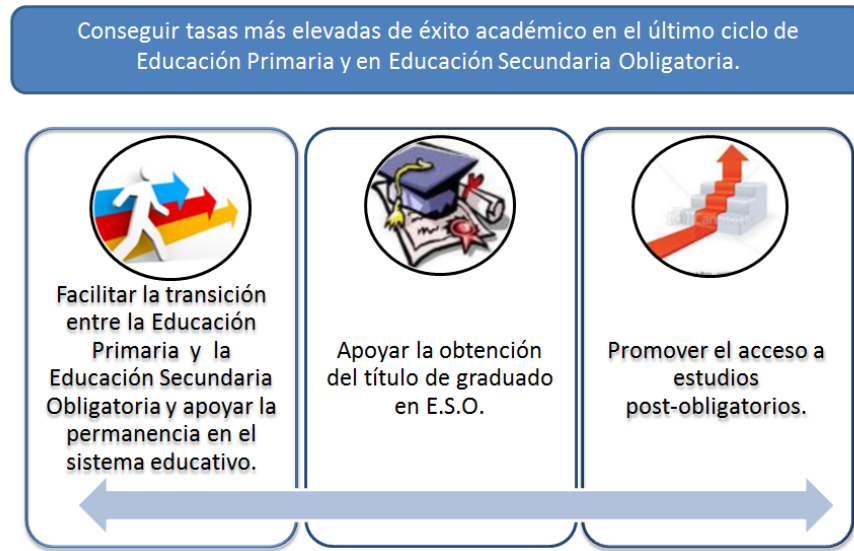 Conseguir tasas más elevadas de éxito académico en el último ciclo de
Educación Primaria y en Educación Secundaria Obligatoria.
Facilitar la transición
entre la Educación
Primaria y la
Educación Secundaria
Obligatoria y apoyar la
permanencia en el
sistema educativo.
Apoyar la obtención
del título de graduado
en E.S.O.
Promover el acceso a
estudios
post-obligatorios.